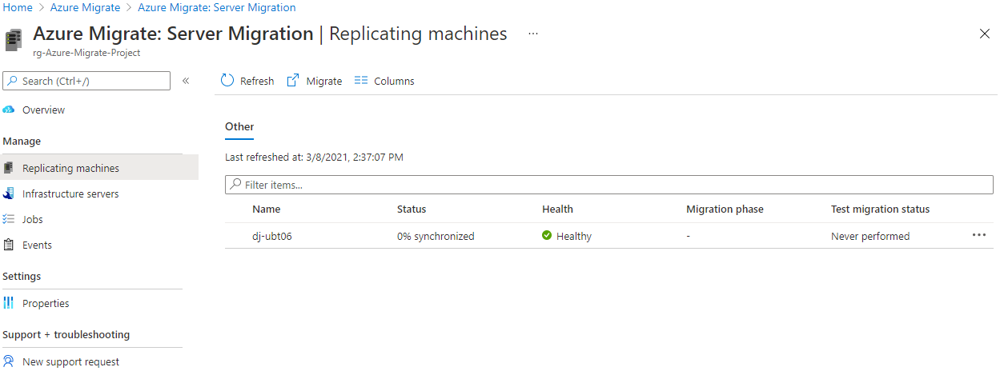 Home > Azure Migrate > Azure Migrate: Server Migration
Azure Migrate: Server Migration | Replicating machines ...
rg-Azure-Migrate-Project
Search (Ctrl+/) «
Refresh Migrate Columns
Overview
Manage
Replicating machines
Infrastructure servers
Jobs
Events
Settings
Properties
Support + troubleshooting
New support request
Other
Last refreshed at: 3/8/2021, 2:37:07 PM
Filter items...
Name Status Health Migration phase Test migration status
dj-ubt06 0% synchronized Healthy - Never performed ...